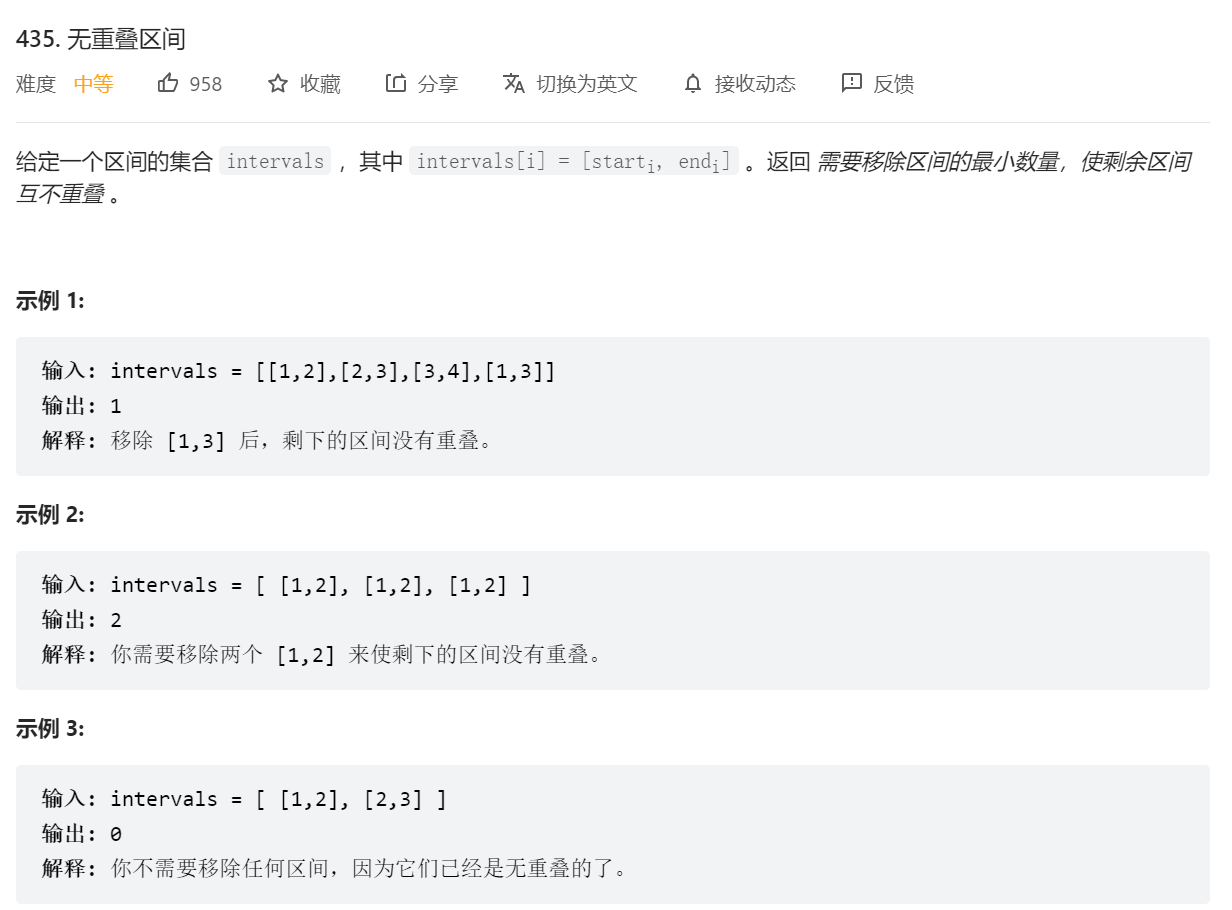 435. 无重叠区间
难度 中等 958 收藏 分享 切换为英文 接收动态 反馈
给定一个区间的集合 intervals ，其中 intervals[i] = [starti, endi] 。返回 需要移除区间的最小数量，使剩余区间
互不重叠 。
示例 1:
输入: intervals = [[1,2],[2,3],[3,4],[1,3]]
输出: 1
解释: 移除 [1,3] 后，剩下的区间没有重叠。
示例 2:
输入: intervals = [ [1,2], [1,2], [1,2] ]
输出: 2
解释: 你需要移除两个 [1,2] 来使剩下的区间没有重叠。
示例 3:
输入: intervals = [ [1,2], [2,3] ]
输出: 0
解释: 你不需要移除任何区间，因为它们已经是无重叠的了。